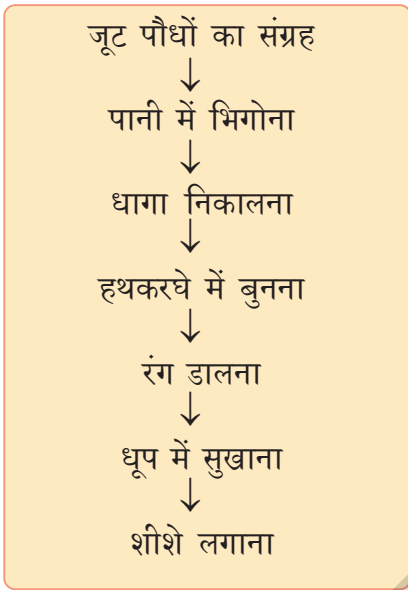 जूट पौधों का संग्रह
↓
पानी में भिगोना
↓
धागा निकालना
↓
हथकरघे में बुनना
↓
रंग डालना
↓
धूप में सुखाना
↓
शीशे लगाना